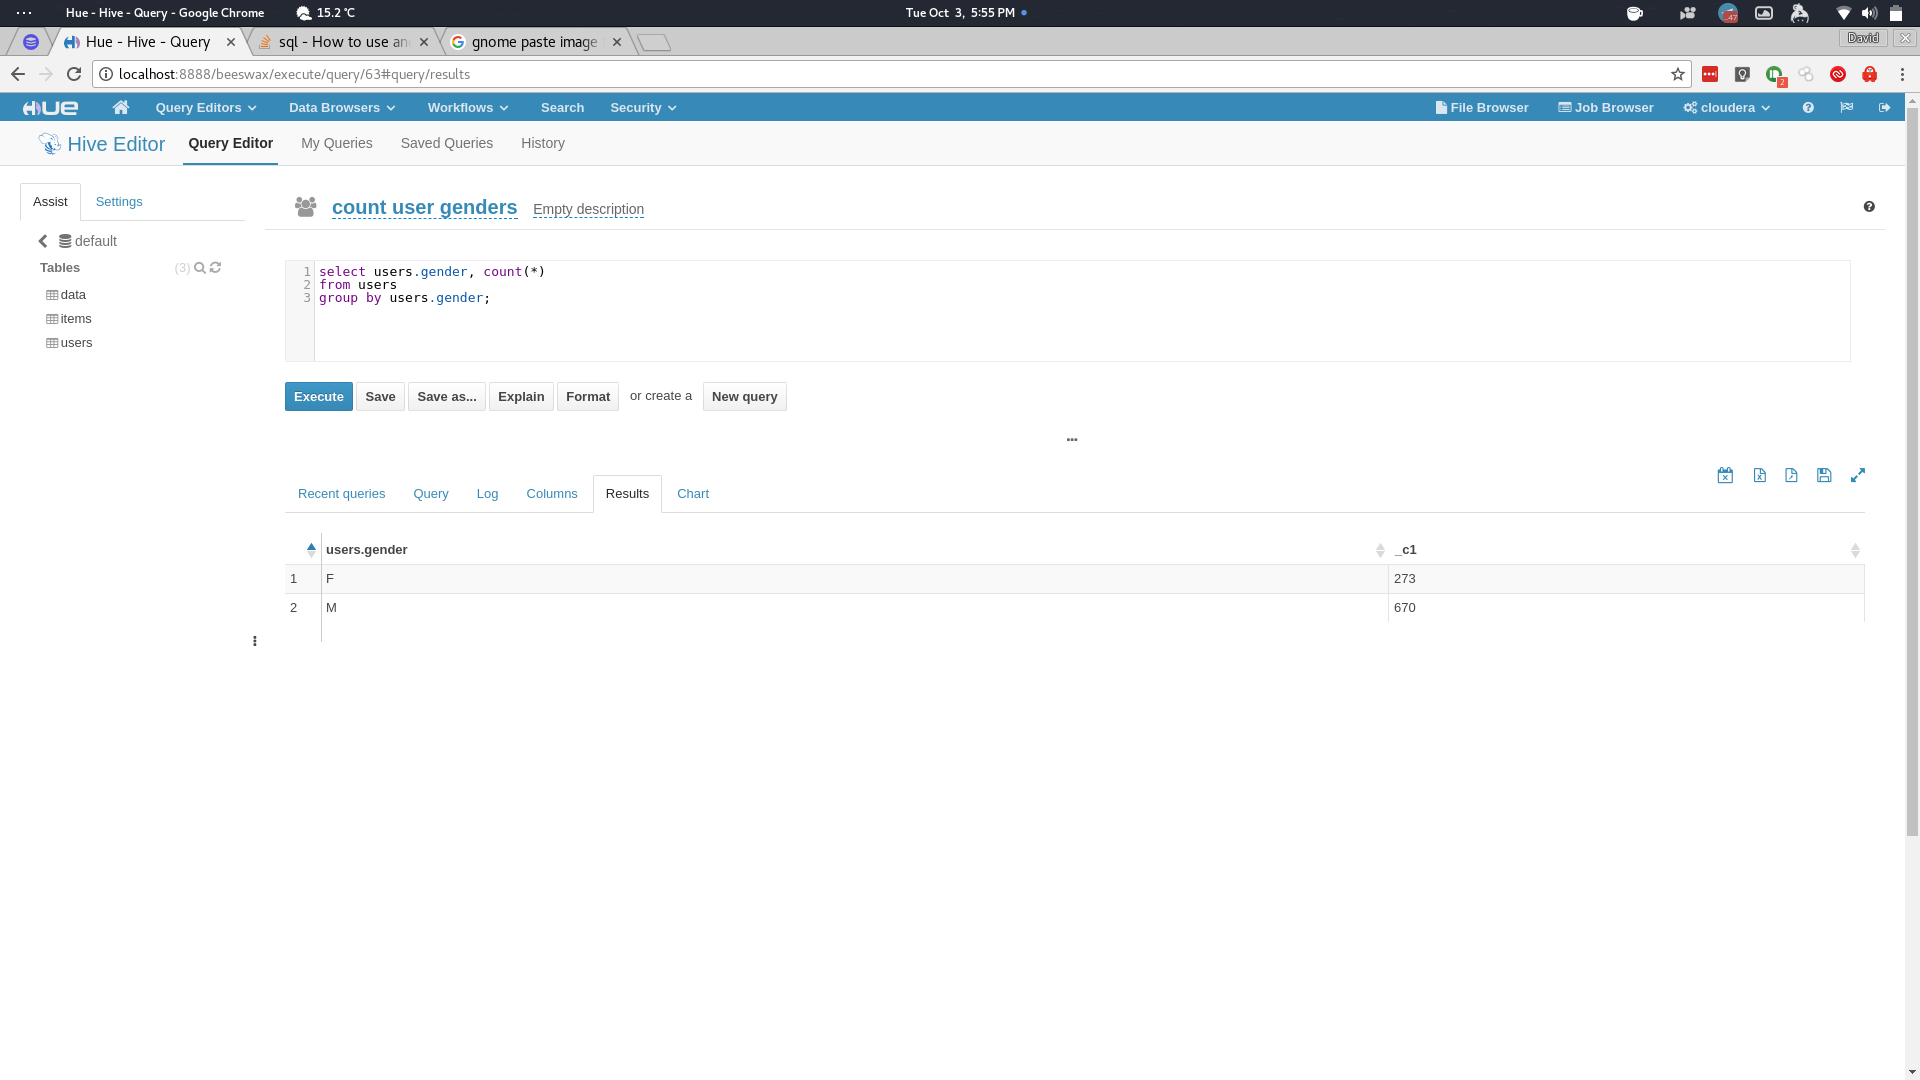 Hue - Hive - Query - Google Chrome
15.2 °C
Tue Oct 3, 5:55 PM
47
Hue - Hive - Query
sql - How to use an
gnome paste image
David
localhost:8888/beeswax/execute/query/63#query/results
2
HUE
Query Editors
Data Browsers
Workflows
Search
Security
File Browser
Job Browser
cloudera
Hive Editor
Query Editor
My Queries
Saved Queries
History
Assist
Settings
default
Tables
(3)
data
items
users
count user genders
Empty description
1 select users.gender, count(*)
2 from users
3 group by users.gender;
Execute
Save
Save as...
Explain
Format
or create a
New query
Recent queries
Query
Log
Columns
Results
Chart
users.gender
_c1
1 F 273
2 M 670